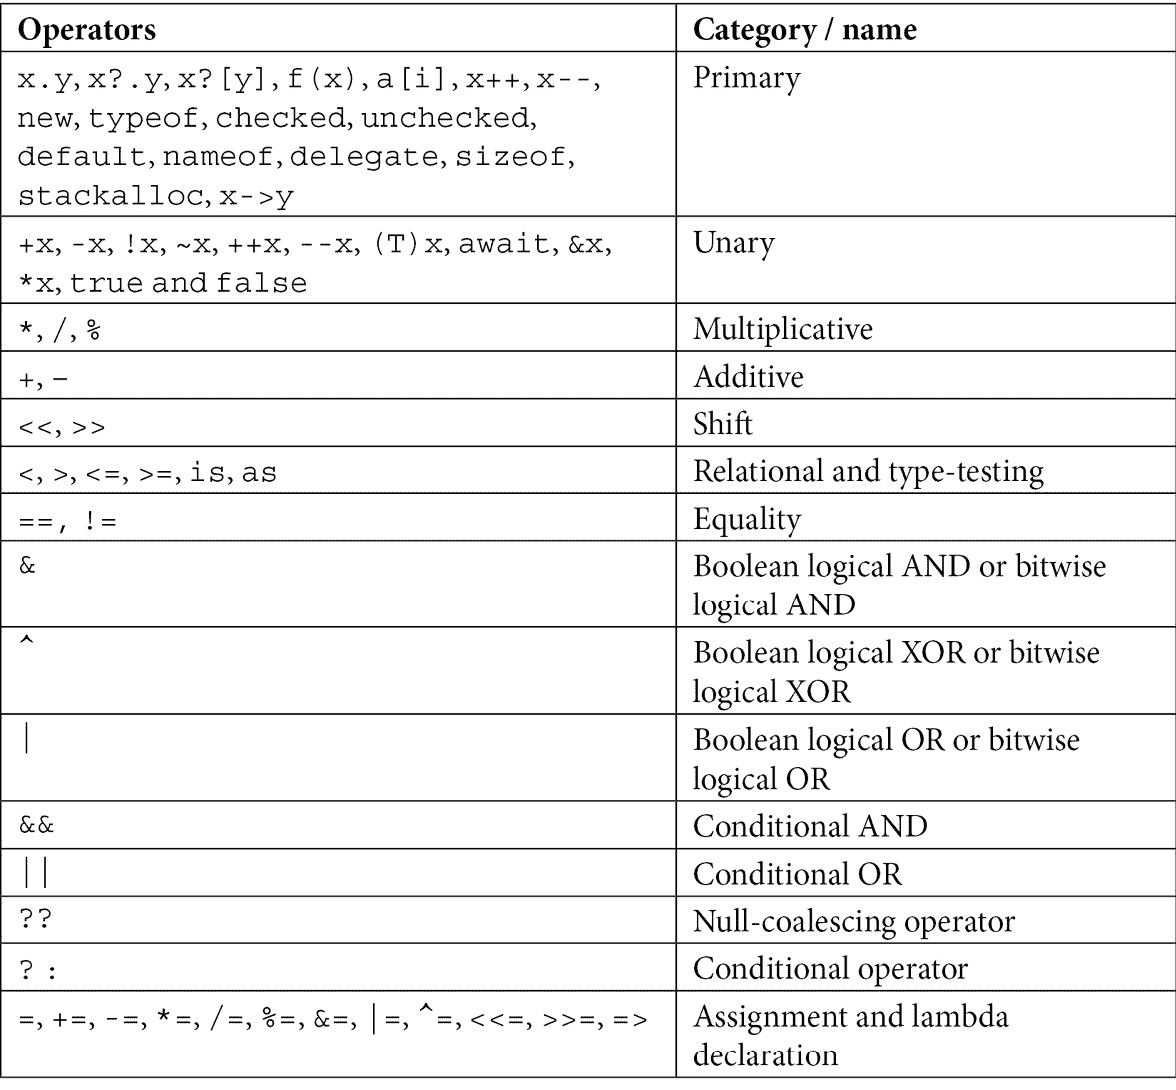 Operators Category / name
x.y, x?.y, x?[y], f(x), a[i], x++, x--, Primary
new, typeof, checked, unchecked,
default, nameof, delegate, sizeof,
stackalloc, x->y
+x, -x, !x, ~x, ++x, --x, (T)x, await, &x, Unary
*x, true and false
*, /, % Multiplicative
+, – Additive
<<, >> Shift
<, >, <=, >=, is, as Relational and type-testing
==, != Equality
& Boolean logical AND or bitwise
logical AND
^ Boolean logical XOR or bitwise
logical XOR
| Boolean logical OR or bitwise
logical OR
&& Conditional AND
|| Conditional OR
?? Null-coalescing operator
? : Conditional operator
=, +=, -=, *=, /=, %=, &=, |=, ^=, <<=, >>=, => Assignment and lambda
declaration